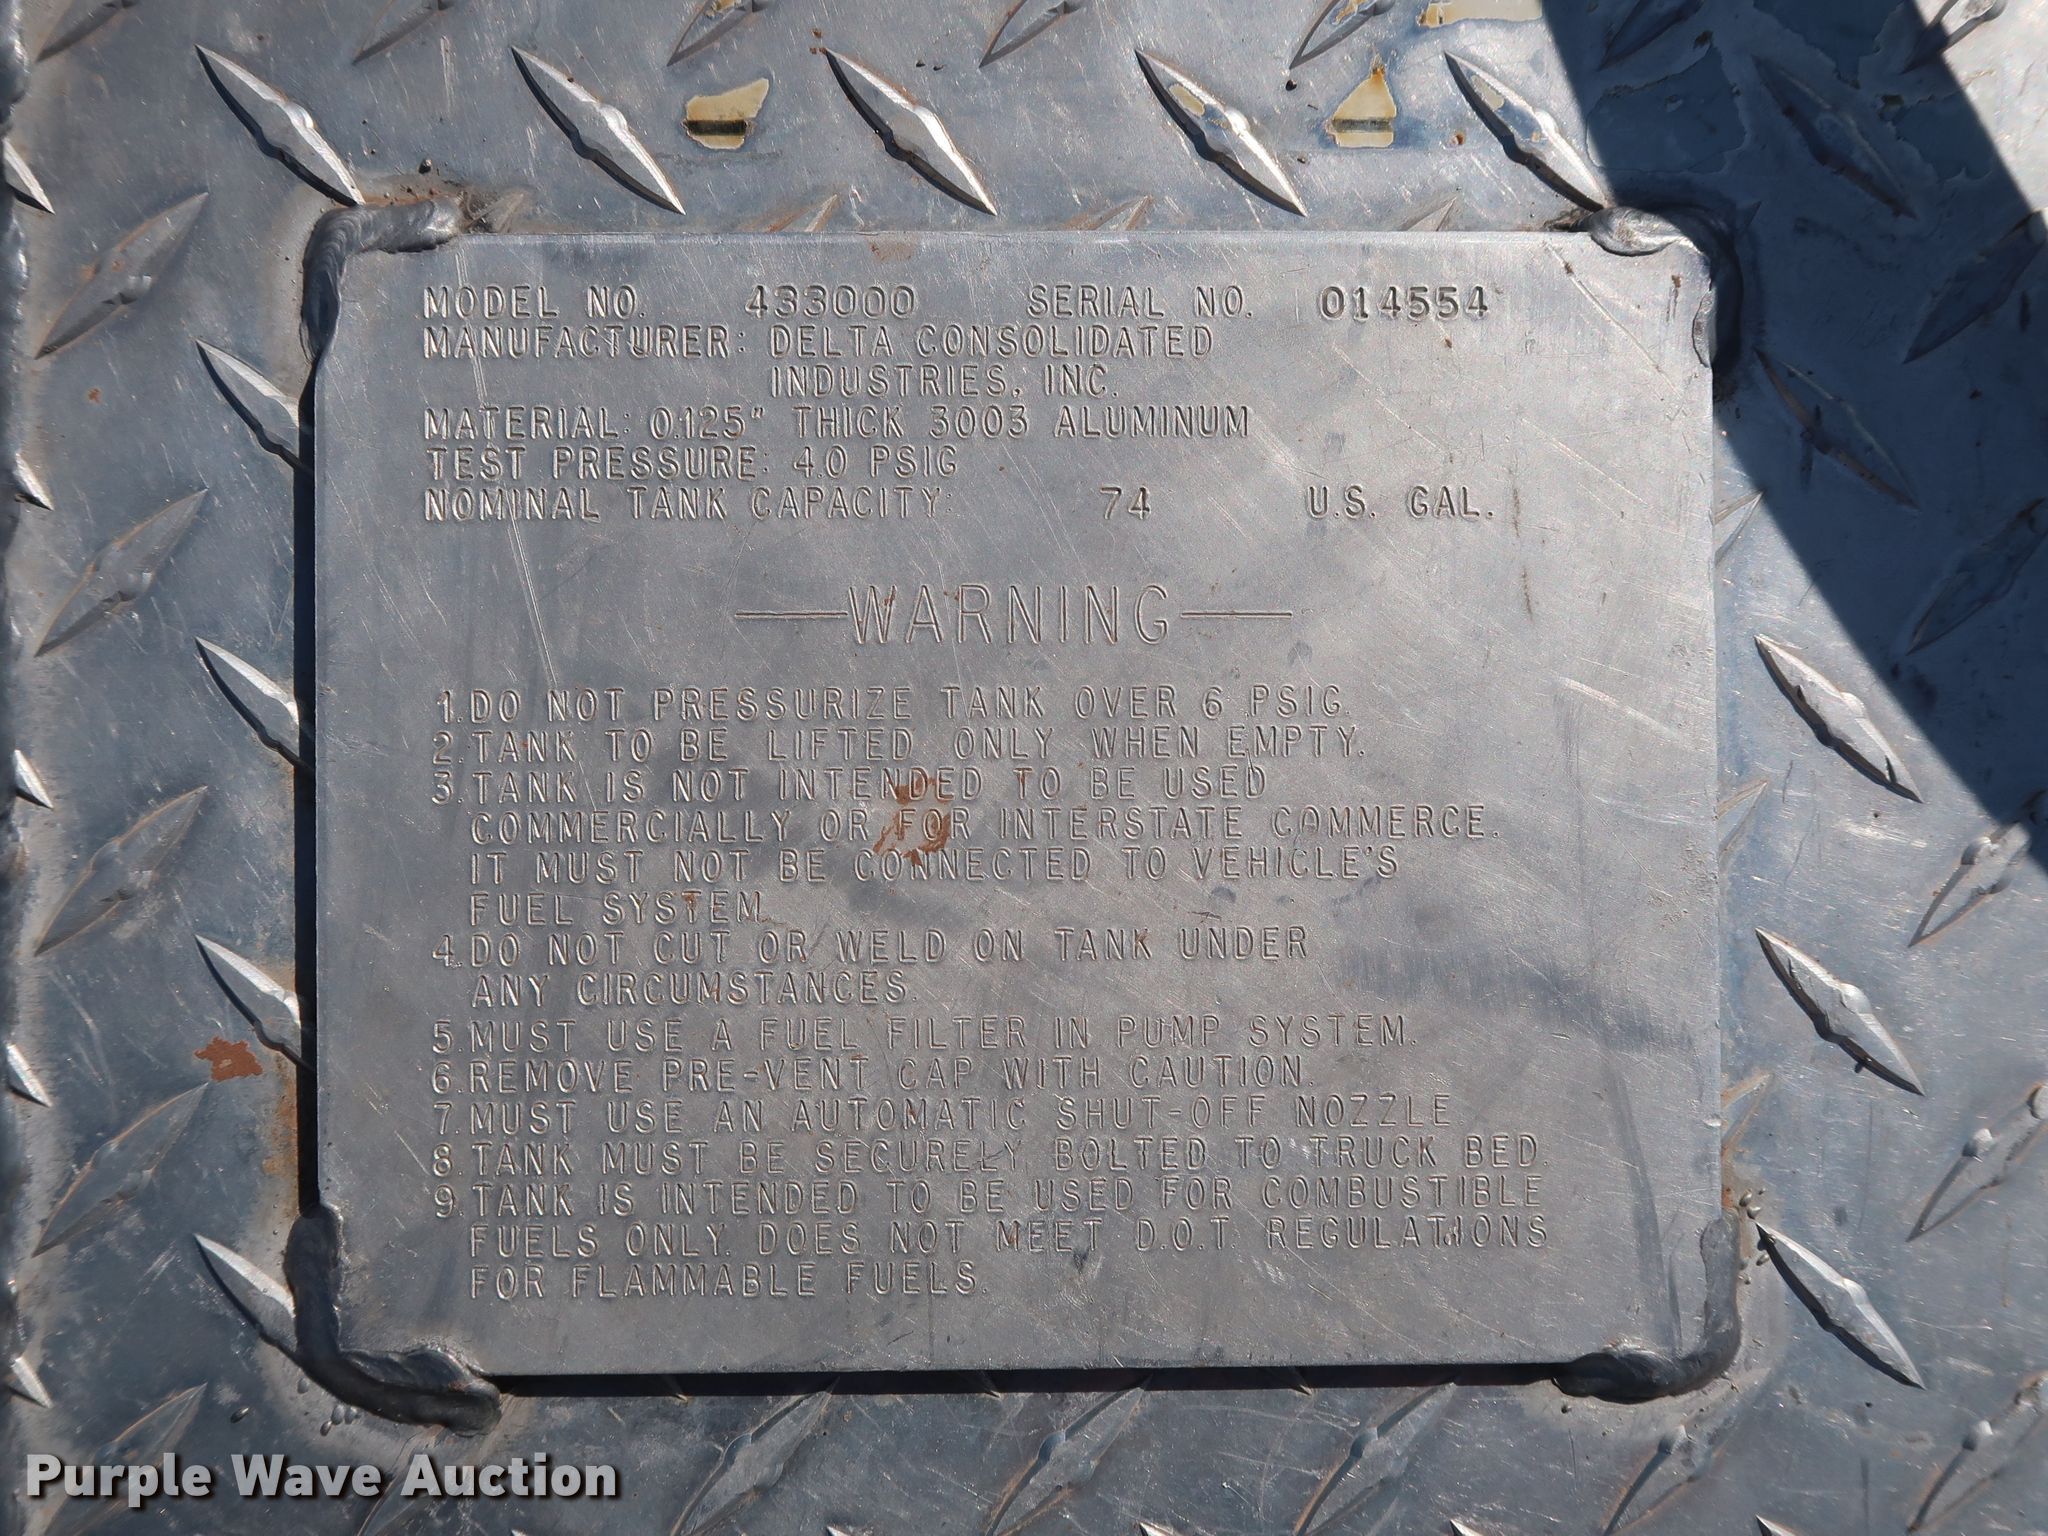 MODEL NO. 433000 SERIAL NO. 014554
MANUFACTURER: DELTA CONSOLIDATED
INDUSTRIES, INC.
MATERIAL: 0.125" THICK 3003 ALUMINUM
TEST PRESSURE: 4.0 PSIG
NOMINAL TANK CAPACITY: 74 U.S. GAL.
WARNING
1. DO NOT PRESSURIZE TANK OVER 6 PSIG.
2. TANK TO BE LIFTED ONLY WHEN EMPTY.
3. TANK IS NOT INTENDED TO BE USED
COMMERCIALLY OR FOR INTERSTATE COMMERCE.
IT MUST NOT BE CONNECTED TO VEHICLE'S
FUEL SYSTEM.
4. DO NOT CUT OR WELD ON TANK UNDER
ANY CIRCUMSTANCES.
5. MUST USE A FUEL FILTER IN PUMP SYSTEM.
6. REMOVE PRE-VENT CAP WITH CAUTION.
7. MUST USE AN AUTOMATIC SHUT-OFF NOZZLE.
8. TANK MUST BE SECURELY BOLTED TO TRUCK BED.
9. TANK IS INTENDED TO BE USED FOR COMBUSTIBLE
FUELS ONLY. DOES NOT MEET D.O.T. REGULATIONS
FOR FLAMMABLE FUELS.
Purple Wave Auction